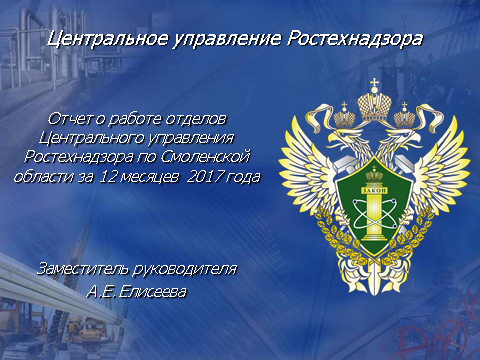 Центральное управление Ростехнадзора
Отчет о работе отделов
Центрального управления
Ростехнадзора по Смоленской
области за 12 месяцев 2017 года
ЗАКОН
Заместитель руководителя
А.Е. Елисеева